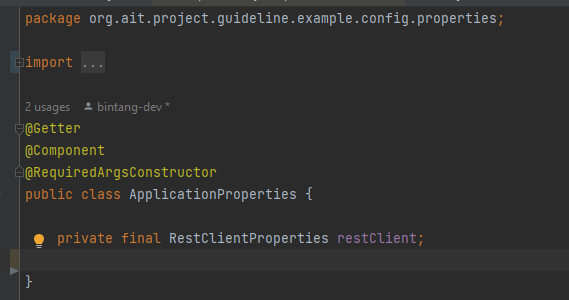 package org.ait.project.guideline.example.config.properties;
import ...
2 usages bintang-dev *
@Getter
@Component
@RequiredArgsConstructor
public class ApplicationProperties {
private final RestClientProperties restClient;
}